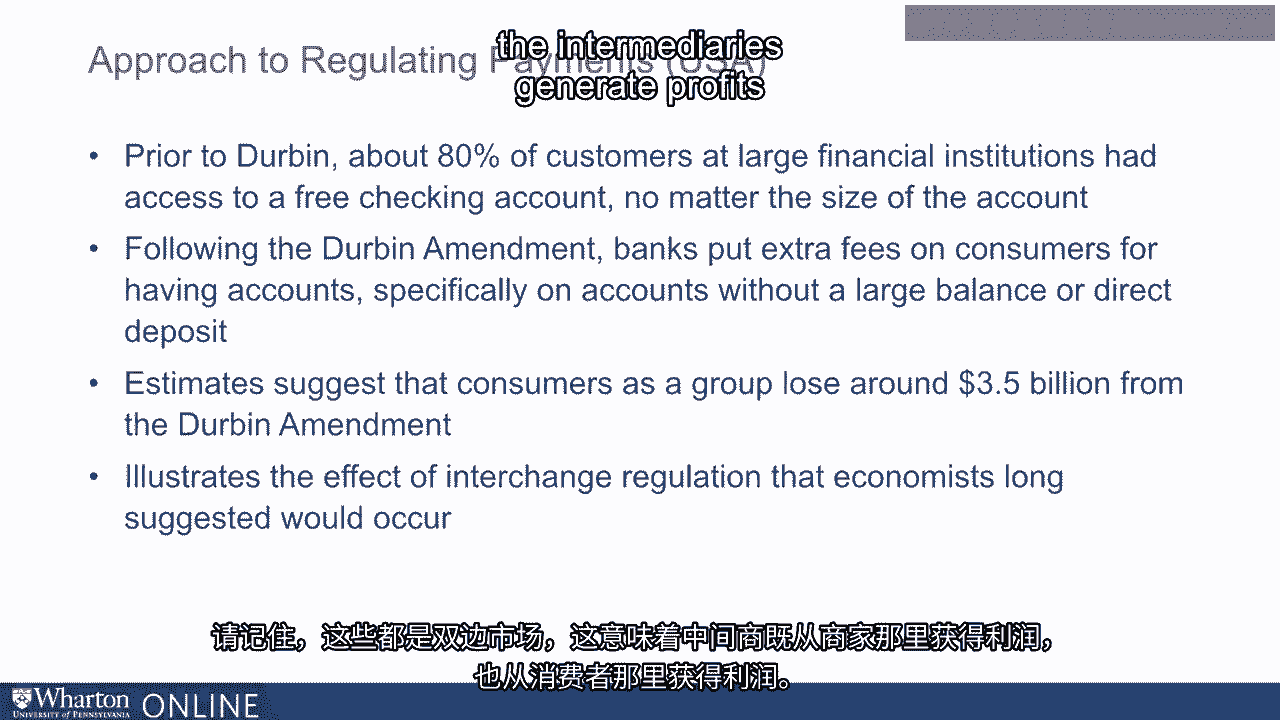 the intermediaries
generate profits
Approach to Regulating Payments (USA)
• Prior to Durbin, about 80% of customers at large financial institutions had
access to a free checking account, no matter the size of the account
• Following the Durbin Amendment, banks put extra fees on consumers for
having accounts, specifically on accounts without a large balance or direct
deposit
• Estimates suggest that consumers as a group lose around $3.5 billion from
the Durbin Amendment
• Illustrates the effect of interchange regulation that economists long
suggested would occur
请记住，这些都是双边市场，这意味着中间商既从商家那里获得利润，
也从消费者那里获得利润。
Wharton ONLINE
UNIVERSITY of PENNSYLVANIA